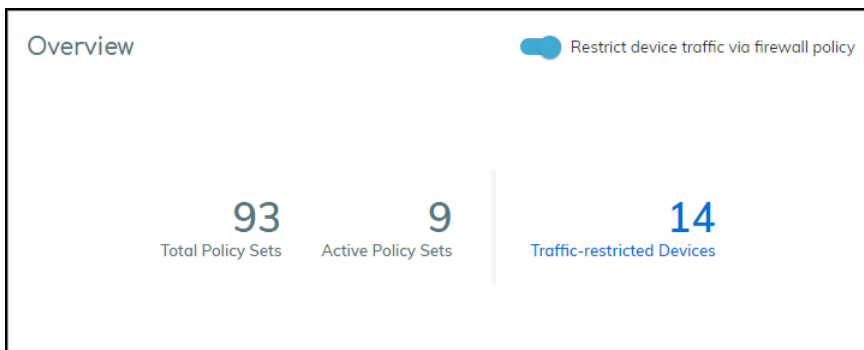 Overview
Restrict device traffic via firewall policy
93
Total Policy Sets
9
Active Policy Sets
14
Traffic-restricted Devices